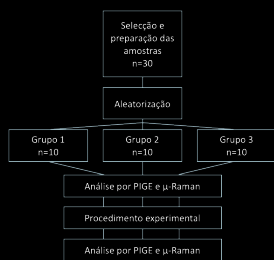 Selecção e
preparação das
amostras
n=30
Aleatorização
Grupo 1
n=10
Grupo 2
n=10
Grupo 3
n=10
Análise por PIGE e µ-Raman
Procedimento experimental
Análise por PIGE e µ-Raman